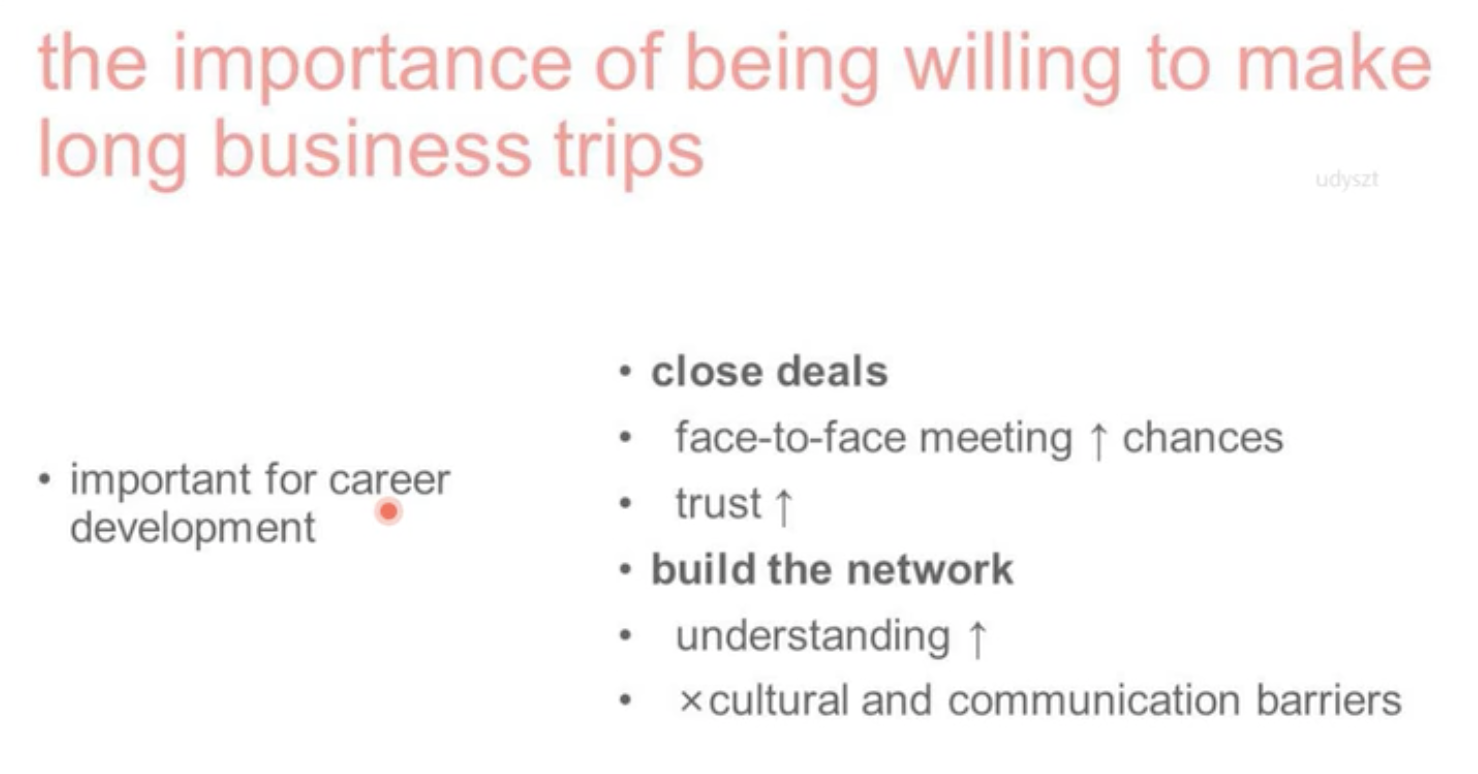 the importance of being willing to make
long business trips
udyszt
• important for career
development
• close deals
• face-to-face meeting ↑ chances
• trust ↑
• build the network
• understanding ↑
• ×cultural and communication barriers